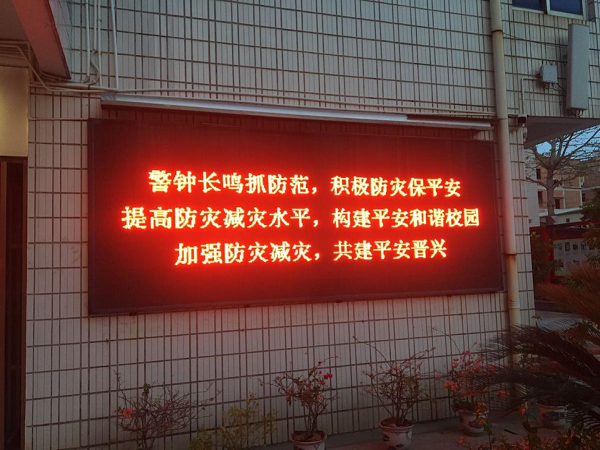 警钟长鸣抓防范，积极防灾保平安
提高防灾减灾水平，构建平安和谐校园
加强防灾减灾，共建平安晋兴